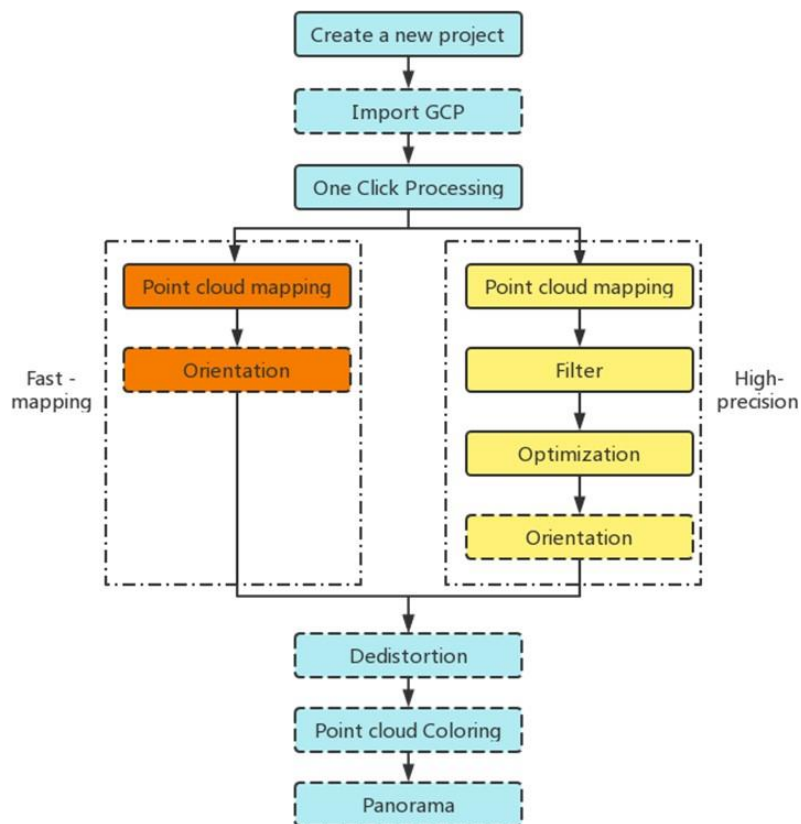 Create a new project
Import GCP
One Click Processing
Point cloud mapping
Orientation
Fast -
mapping
Point cloud mapping
Filter
Optimization
Orientation
High-
precision
Dedistortion
Point cloud Coloring
Panorama